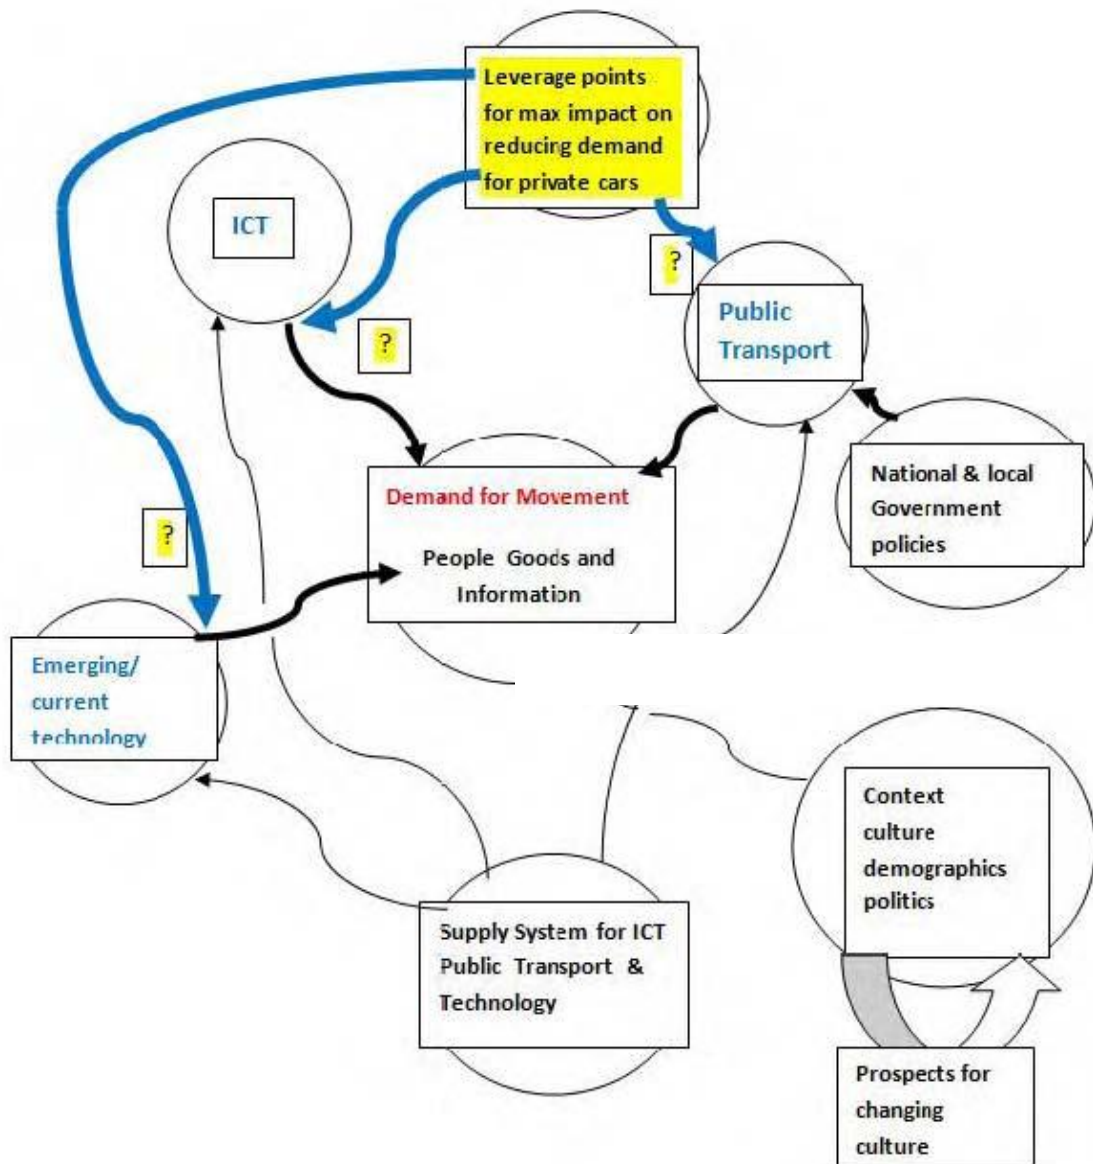 Leverage points
for max impact on
reducing demand
for private cars
ICT
?
Public
Transport
?
National & local
Government
policies
Demand for Movement
People Goods and
Information
?
Emerging/
current
technology
Context
culture
demographics
politics
Supply System for ICT
Public Transport &
Technology
Prospects for
changing
culture